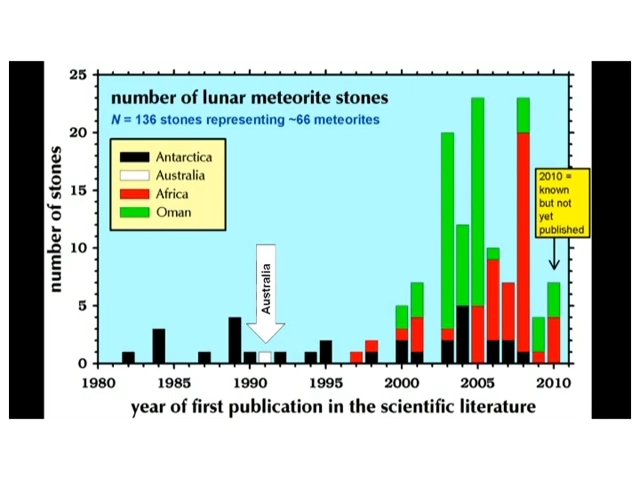 number of lunar meteorite stones
N = 136 stones representing ~66 meteorites
Antarctica
Australia
Africa
Oman
2010 =
known
but not
yet
published
Australia
number of stones
25
20
15
10
5
0
1980
1985
1990
1995
2000
2005
2010
year of first publication in the scientific literature